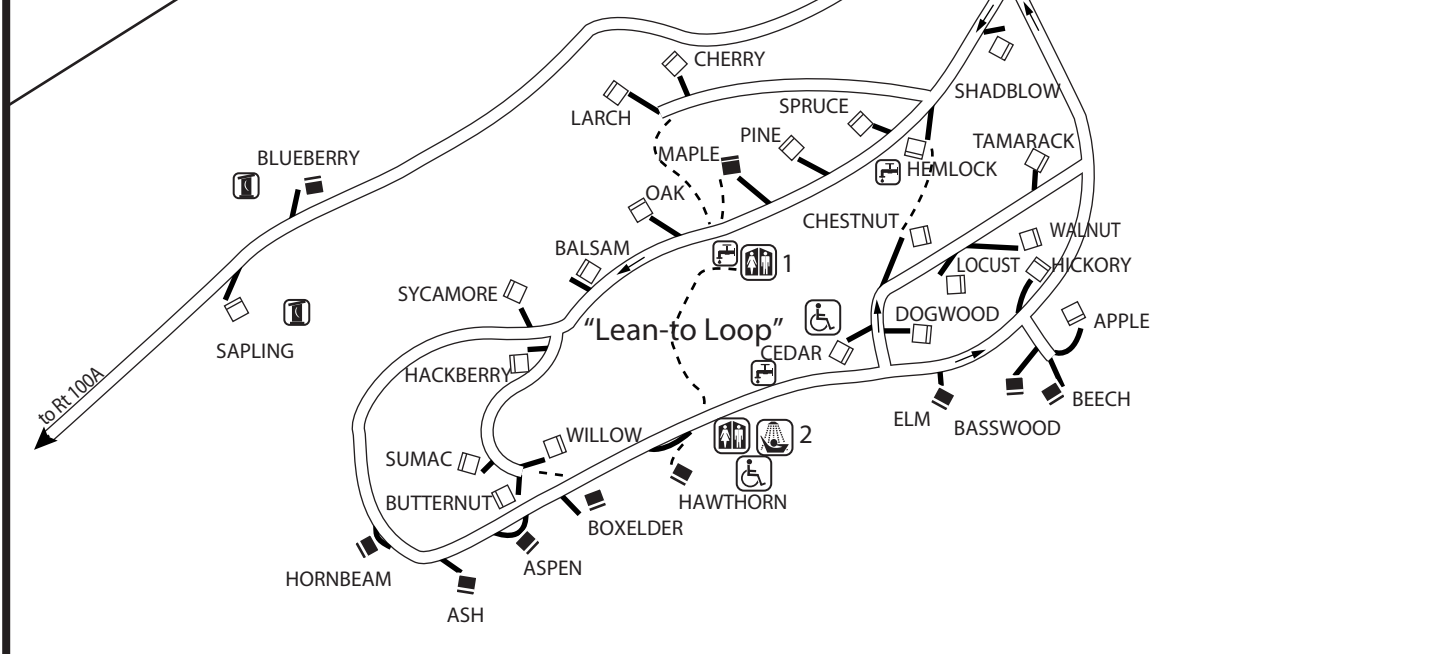 CHERRY
SHADBLOW
SPRUCE
LARCH
PINE
TAMARACK
MAPLE
BLUEBERRY
HEMLOCK
OAK
CHESTNUT
WALNUT
BALSAM
1
LOCUST
HICKORY
SYCAMORE
DOGWOOD
APPLE
"Lean-to Loop"
SAPLING
CEDAR
HACKBERRY
to Rt 100A
BEECH
ELM
BASSWOOD
WILLOW
2
SUMAC
BUTTERNUT
HAWTHORN
BOXELDER
ASPEN
HORNBEAM
ASH